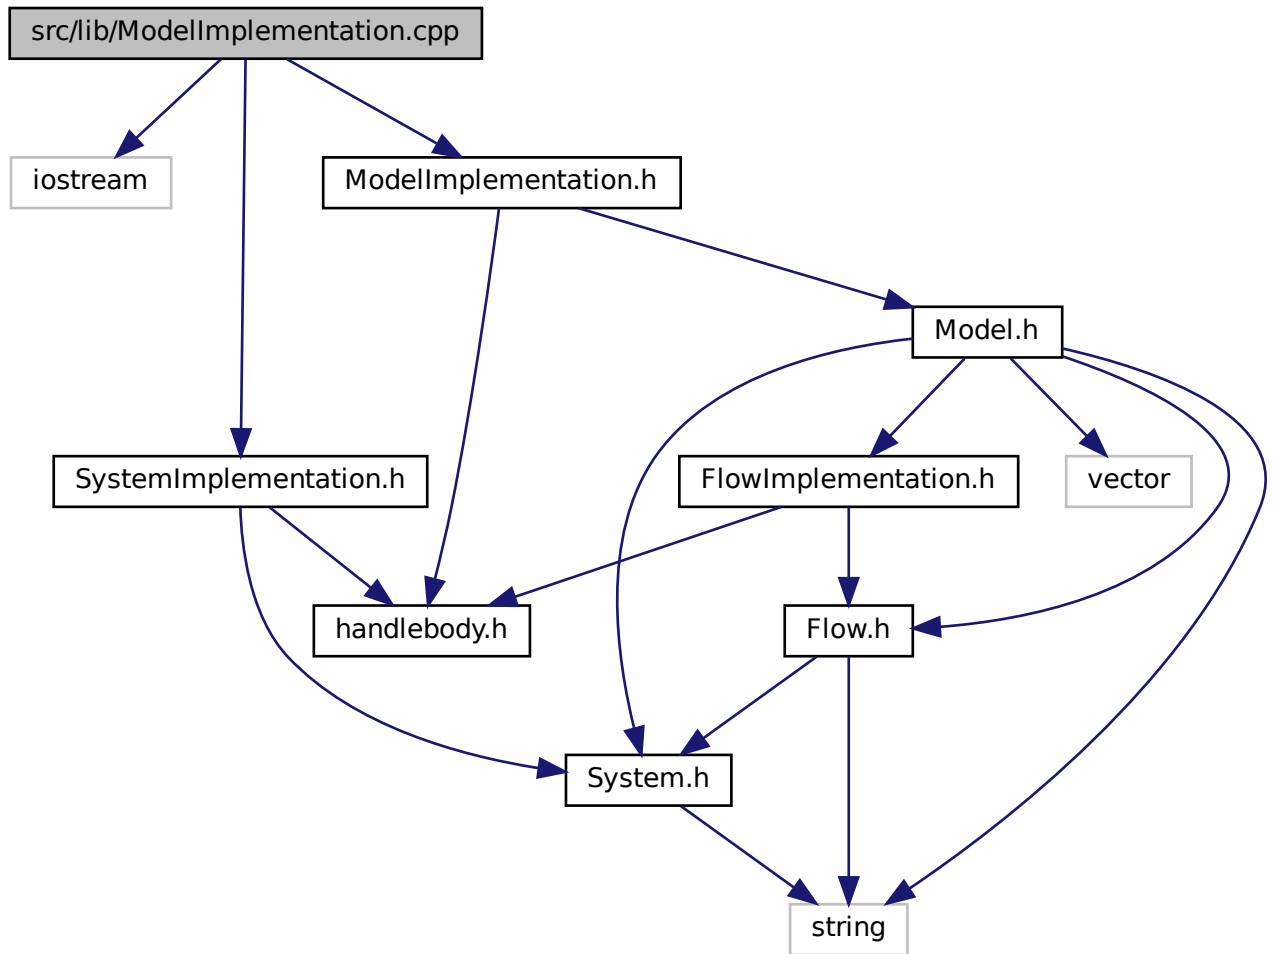 src/lib/ModelImplementation.cpp
iostream
ModelImplementation.h
Model.h
SystemImplementation.h
FlowImplementation.h
vector
handlebody.h
Flow.h
System.h
string